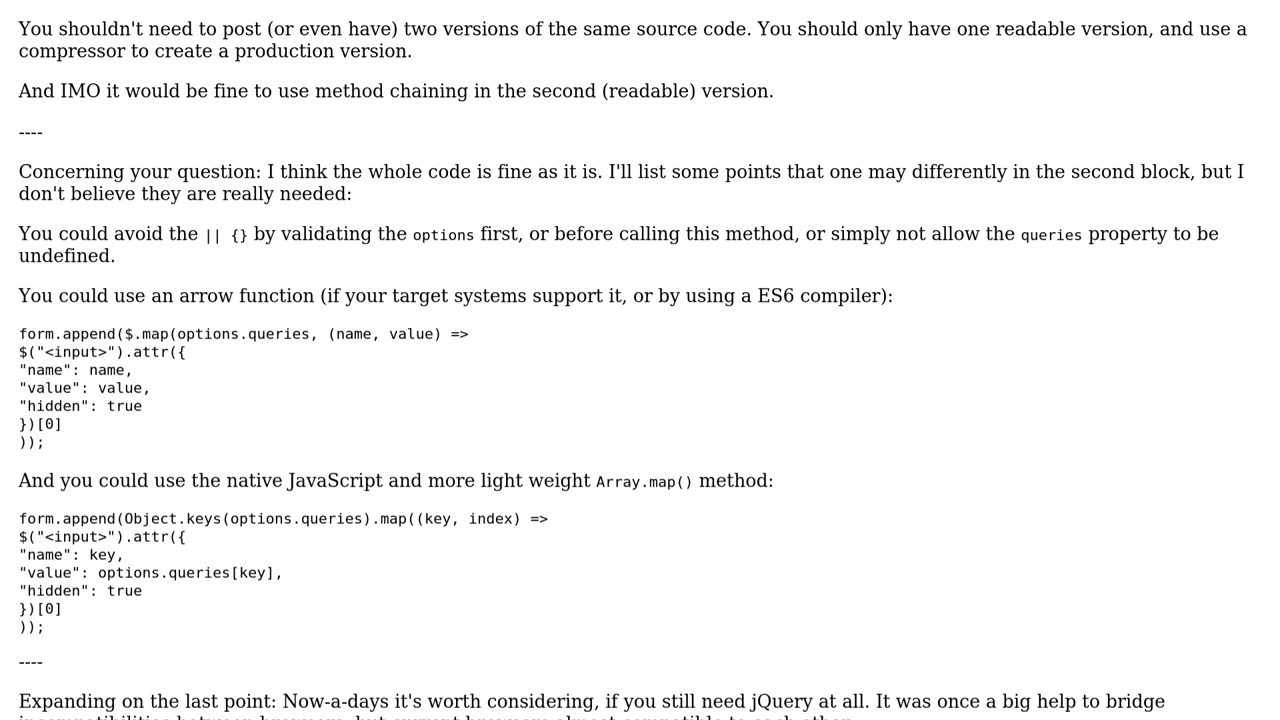 You shouldn't need to post (or even have) two versions of the same source code. You should only have one readable version, and use a
compressor to create a production version.
And IMO it would be fine to use method chaining in the second (readable) version.
----
Concerning your question: I think the whole code is fine as it is. I'll list some points that one may differently in the second block, but I
don't believe they are really needed:
You could avoid the || {} by validating the options first, or before calling this method, or simply not allow the queries property to be
undefined.
You could use an arrow function (if your target systems support it, or by using a ES6 compiler):
form.append($.map(options.queries, (name, value) =>
$("<input>").attr({
"name": name,
"value": value,
"hidden": true
})[0]
));
And you could use the native JavaScript and more light weight Array.map() method:
form.append(Object.keys(options.queries).map((key, index) =>
$("<input>").attr({
"name": key,
"value": options.queries[key],
"hidden": true
})[0]
));
----
Expanding on the last point: Now-a-days it's worth considering, if you still need jQuery at all. It was once a big help to bridge